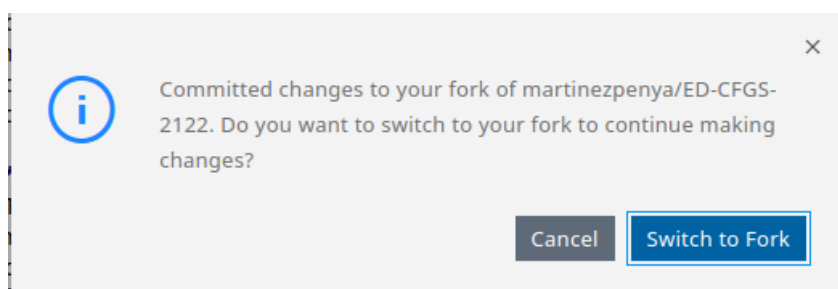 Committed changes to your fork of martinezpenya/ED-CFGS-
2122. Do you want to switch to your fork to continue making
changes?
Cancel
Switch to Fork